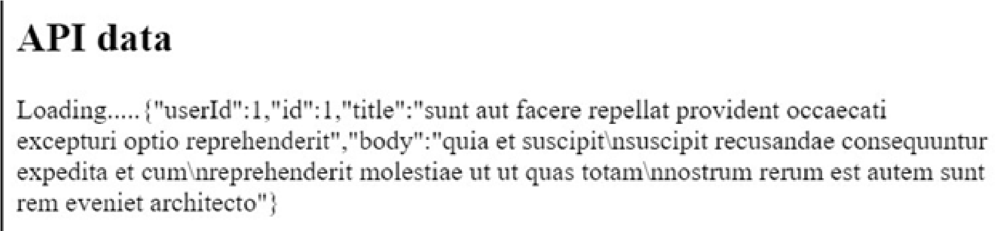 API data
Loading.....{"userId":1,"id":1,"title":"sunt aut facere repellat provident occaecati
excepturi optio reprehenderit","body":"quia et suscipit\nsuscipit recusandae consequuntur
expedita et cum\nreprehenderit molestiae ut ut quas totam\nnostrum rerum est autem sunt
rem eveniet architecto"}